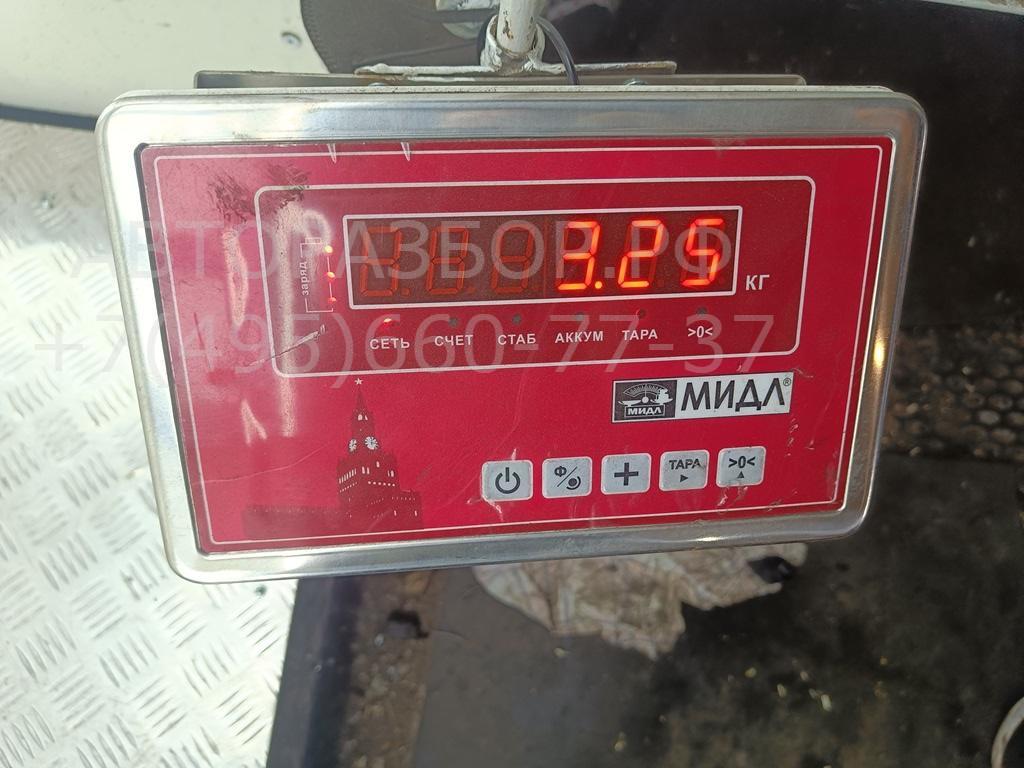 АВТОРАЗБОР.РФ
+7(495)660-77-37
заряд
3.25
КГ
СЕТЬ СЧЕТ СТАБ АККУМ ТАРА >0<
МИДЛ МИДЛ®
Ф + ТАРА >0<